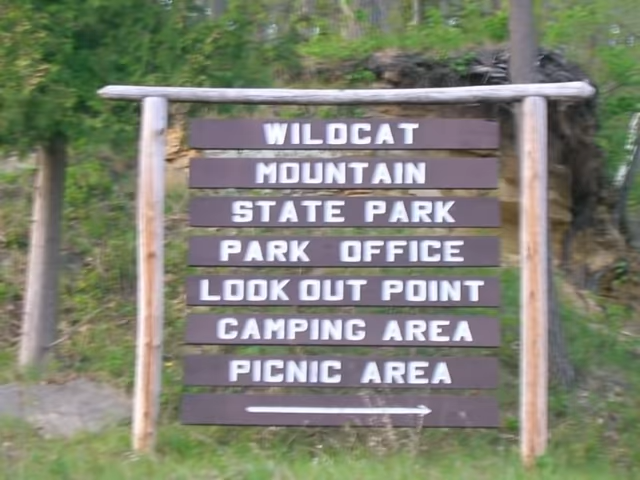 WILDCAT
MOUNTAIN
STATE PARK
PARK OFFICE
LOOK OUT POINT
CAMPING AREA
PICNIC AREA